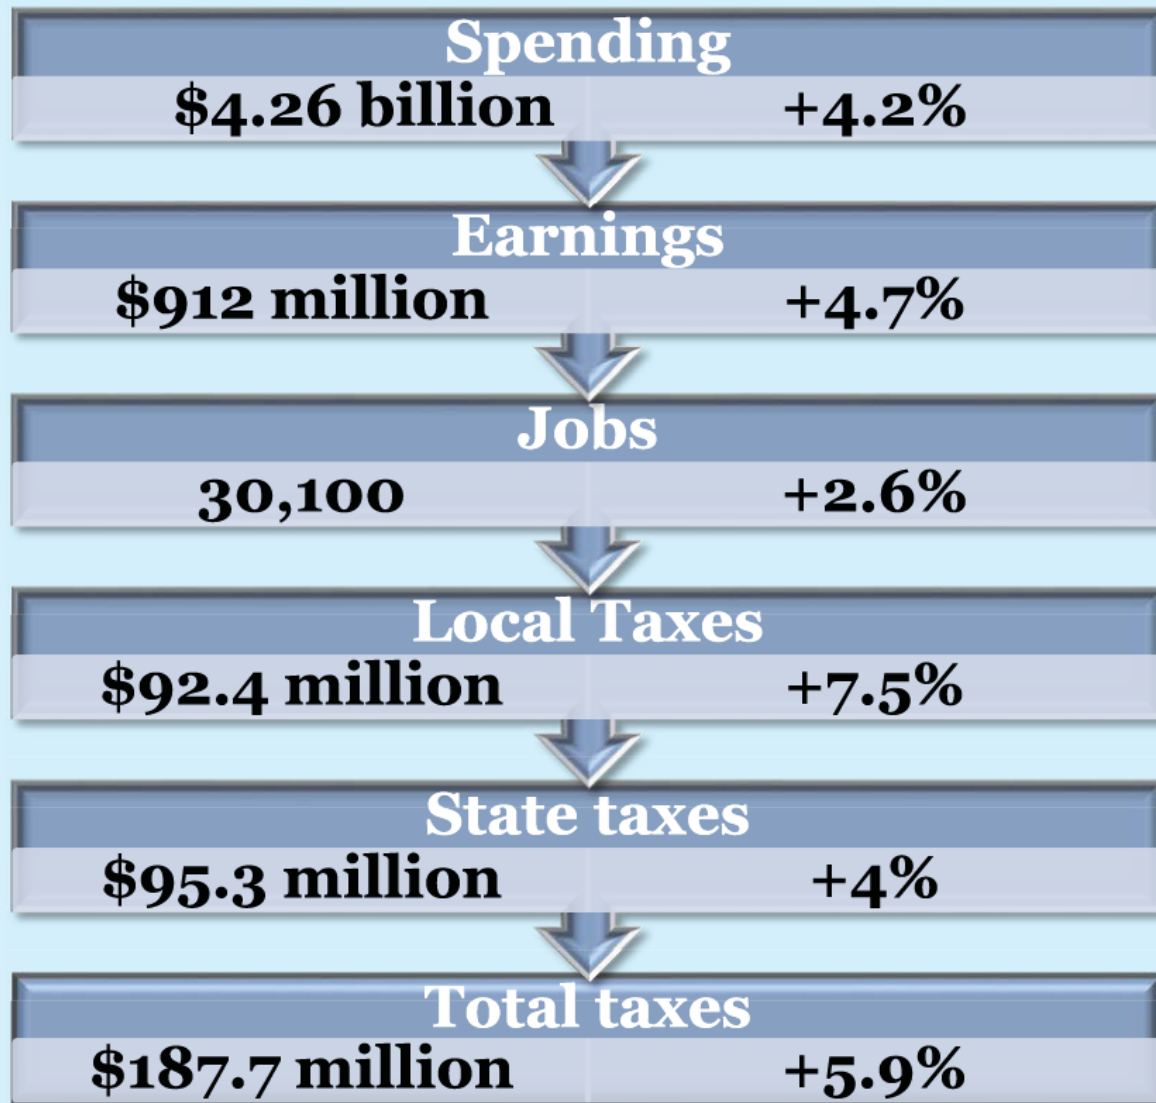 Spending
$4.26 billion +4.2%
Earnings
$912 million +4.7%
Jobs
30,100 +2.6%
Local Taxes
$92.4 million +7.5%
State taxes
$95.3 million +4%
Total taxes
$187.7 million +5.9%